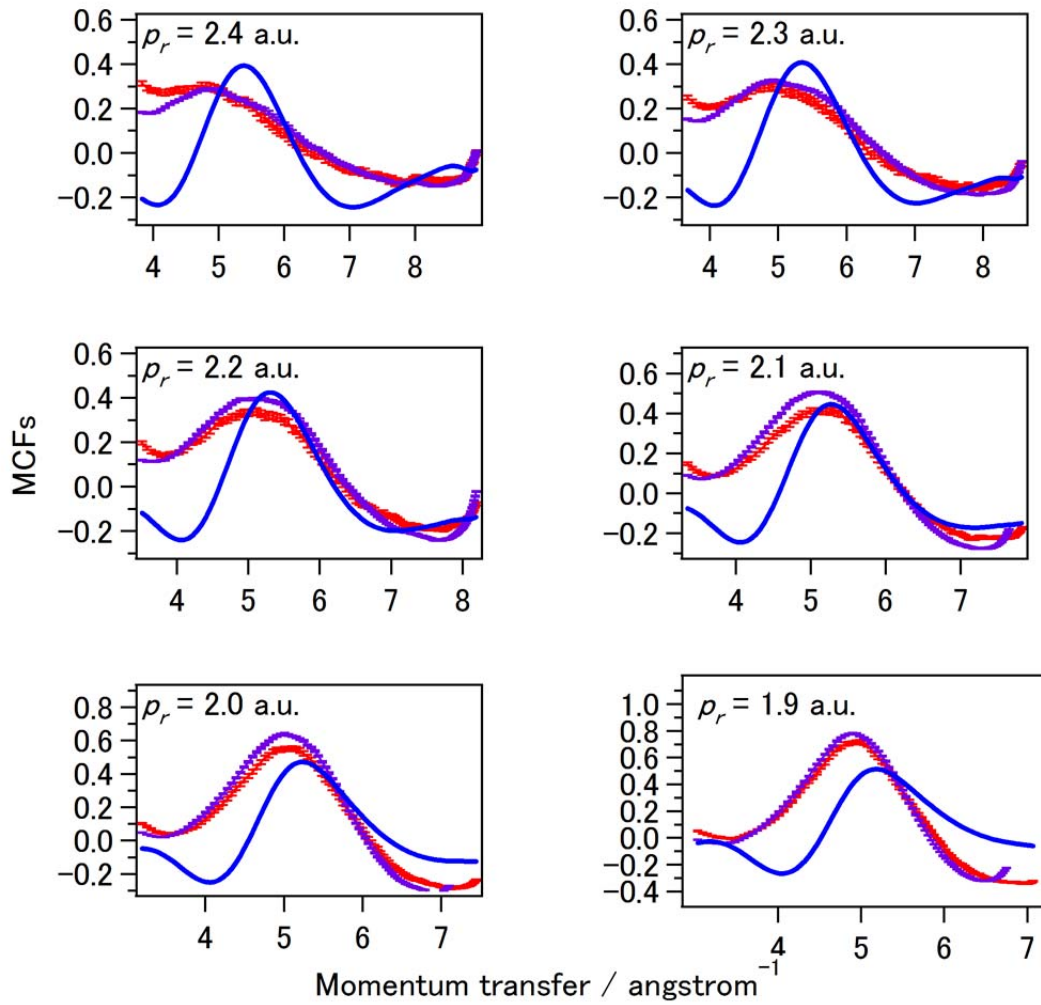 p_r = 2.4 a.u.
0.6
0.4
0.2
0.0
−0.2
4 5 6 7 8
p_r = 2.3 a.u.
0.6
0.4
0.2
0.0
−0.2
4 5 6 7 8
p_r = 2.2 a.u.
0.6
0.4
0.2
0.0
−0.2
4 5 6 7 8
p_r = 2.1 a.u.
0.6
0.4
0.2
0.0
−0.2
4 5 6 7
p_r = 2.0 a.u.
0.8
0.6
0.4
0.2
0.0
−0.2
4 5 6 7
p_r = 1.9 a.u.
1.0
0.8
0.6
0.4
0.2
0.0
−0.2
−0.4
4 5 6 7
MCFs
Momentum transfer / angstrom⁻¹